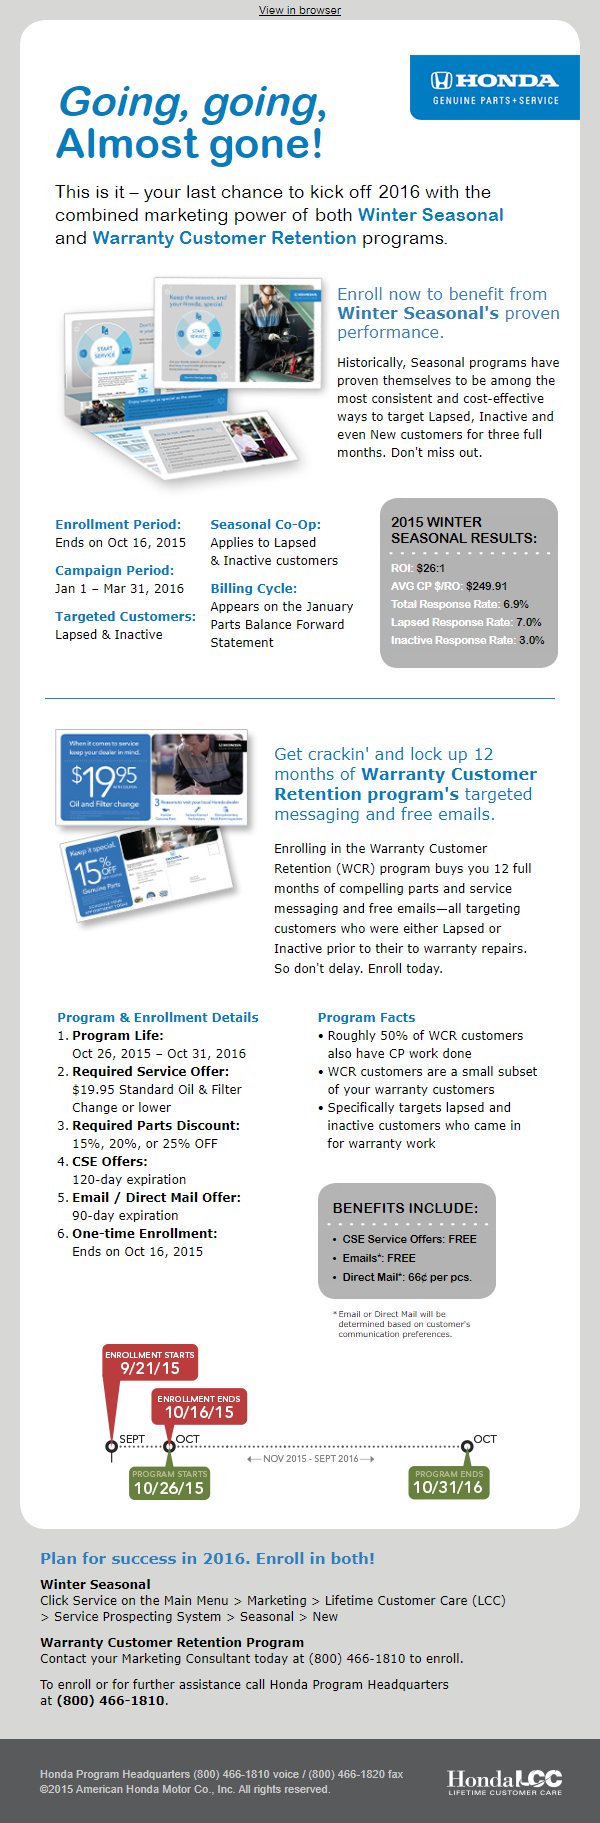 View in browser
HONDA
GENUINE PARTS+SERVICE
Going, going,
Almost gone!
This is it – your last chance to kick off 2016 with the
combined marketing power of both Winter Seasonal
and Warranty Customer Retention programs.
Keep the season, and
your friends, special.
START
SERVICE
START
SERVICE
15%
Enroll now to benefit from
Winter Seasonal's proven
performance.
Historically, Seasonal programs have
proven themselves to be among the
most consistent and cost-effective
ways to target Lapsed, Inactive and
even New customers for three full
months. Don't miss out.
Enrollment Period:
Ends on Oct 16, 2015
Campaign Period:
Jan 1 – Mar 31, 2016
Targeted Customers:
Lapsed & Inactive
Seasonal Co-Op:
Applies to Lapsed
& Inactive customers
Billing Cycle:
Appears on the January
Parts Balance Forward
Statement
2015 WINTER
SEASONAL RESULTS:
ROI: $26:1
AVG CP $/RO: $249.91
Total Response Rate: 6.9%
Lapsed Response Rate: 7.0%
Inactive Response Rate: 3.0%
When it comes to service
keep your dealer in mind.
$19.95
Oil and Filter change
HONDA
3 Reasons to visit your local Honda dealer
Keep it special.
15%
OFF
Genuine Parts
HONDA
Get crackin' and lock up 12
months of Warranty Customer
Retention program's targeted
messaging and free emails.
Enrolling in the Warranty Customer
Retention (WCR) program buys you 12 full
months of compelling parts and service
messaging and free emails—all targeting
customers who were either Lapsed or
Inactive prior to their to warranty repairs.
So don't delay. Enroll today.
Program & Enrollment Details
1. Program Life:
Oct 26, 2015 – Oct 31, 2016
2. Required Service Offer:
$19.95 Standard Oil & Filter
Change or lower
3. Required Parts Discount:
15%, 20%, or 25% OFF
4. CSE Offers:
120-day expiration
5. Email / Direct Mail Offer:
90-day expiration
6. One-time Enrollment:
Ends on Oct 16, 2015
Program Facts
• Roughly 50% of WCR customers
also have CP work done
• WCR customers are a small subset
of your warranty customers
• Specifically targets lapsed and
inactive customers who came in
for warranty work
BENEFITS INCLUDE:
• CSE Service Offers: FREE
• Emails*: FREE
• Direct Mail*: 66¢ per pcs.
*Email or Direct Mail will be
determined based on customer's
communication preferences.
ENROLLMENT STARTS
9/21/15
ENROLLMENT ENDS
10/16/15
SEPT
OCT
OCT
NOV 2015 - SEPT 2016
PROGRAM STARTS
10/26/15
PROGRAM ENDS
10/31/16
Plan for success in 2016. Enroll in both!
Winter Seasonal
Click Service on the Main Menu > Marketing > Lifetime Customer Care (LCC)
> Service Prospecting System > Seasonal > New
Warranty Customer Retention Program
Contact your Marketing Consultant today at (800) 466-1810 to enroll.
To enroll or for further assistance call Honda Program Headquarters
at (800) 466-1810.
Honda Program Headquarters (800) 466-1810 voice / (800) 466-1820 fax
©2015 American Honda Motor Co., Inc. All rights reserved.
HondaLCC
LIFETIME CUSTOMER CARE